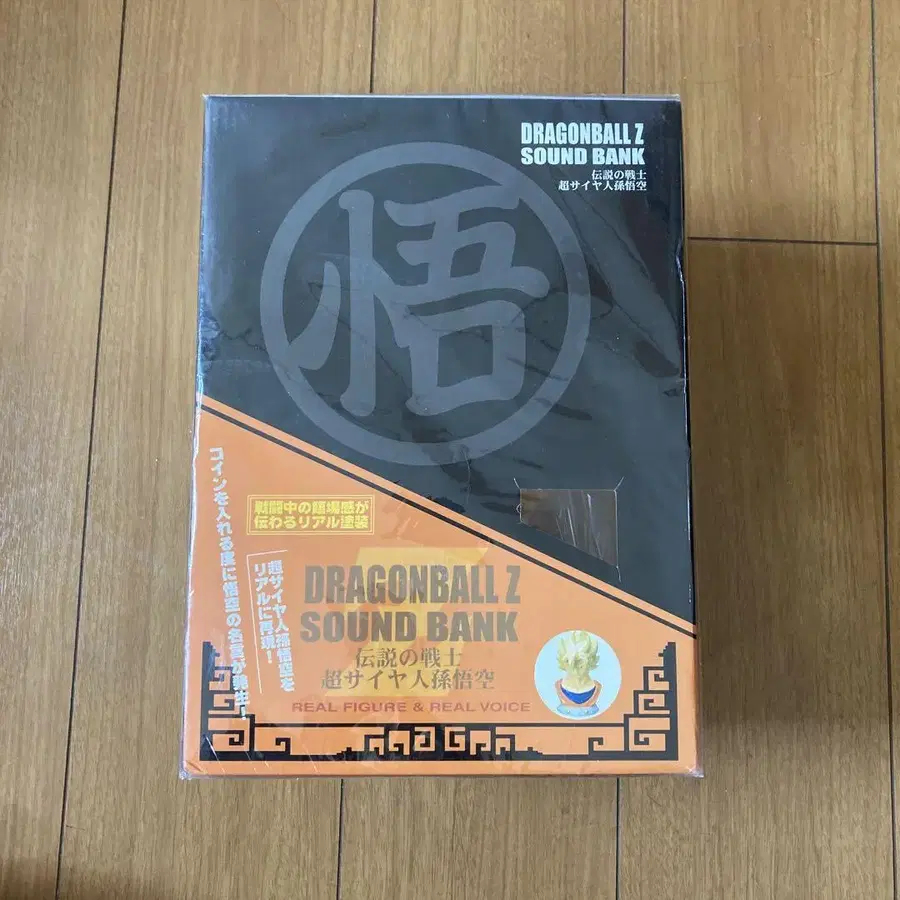 DRAGONBALL Z
SOUND BANK
伝説の戦士
超サイヤ人孫悟空
悟
コインを入れる度に悟空の名言が発生!
戦闘中の臨場感が
伝わるリアル塗装
超サイヤ人孫悟空を
リアルに再現!
Z
DRAGONBALL Z
SOUND BANK
伝説の戦士
超サイヤ人孫悟空
REAL FIGURE & REAL VOICE